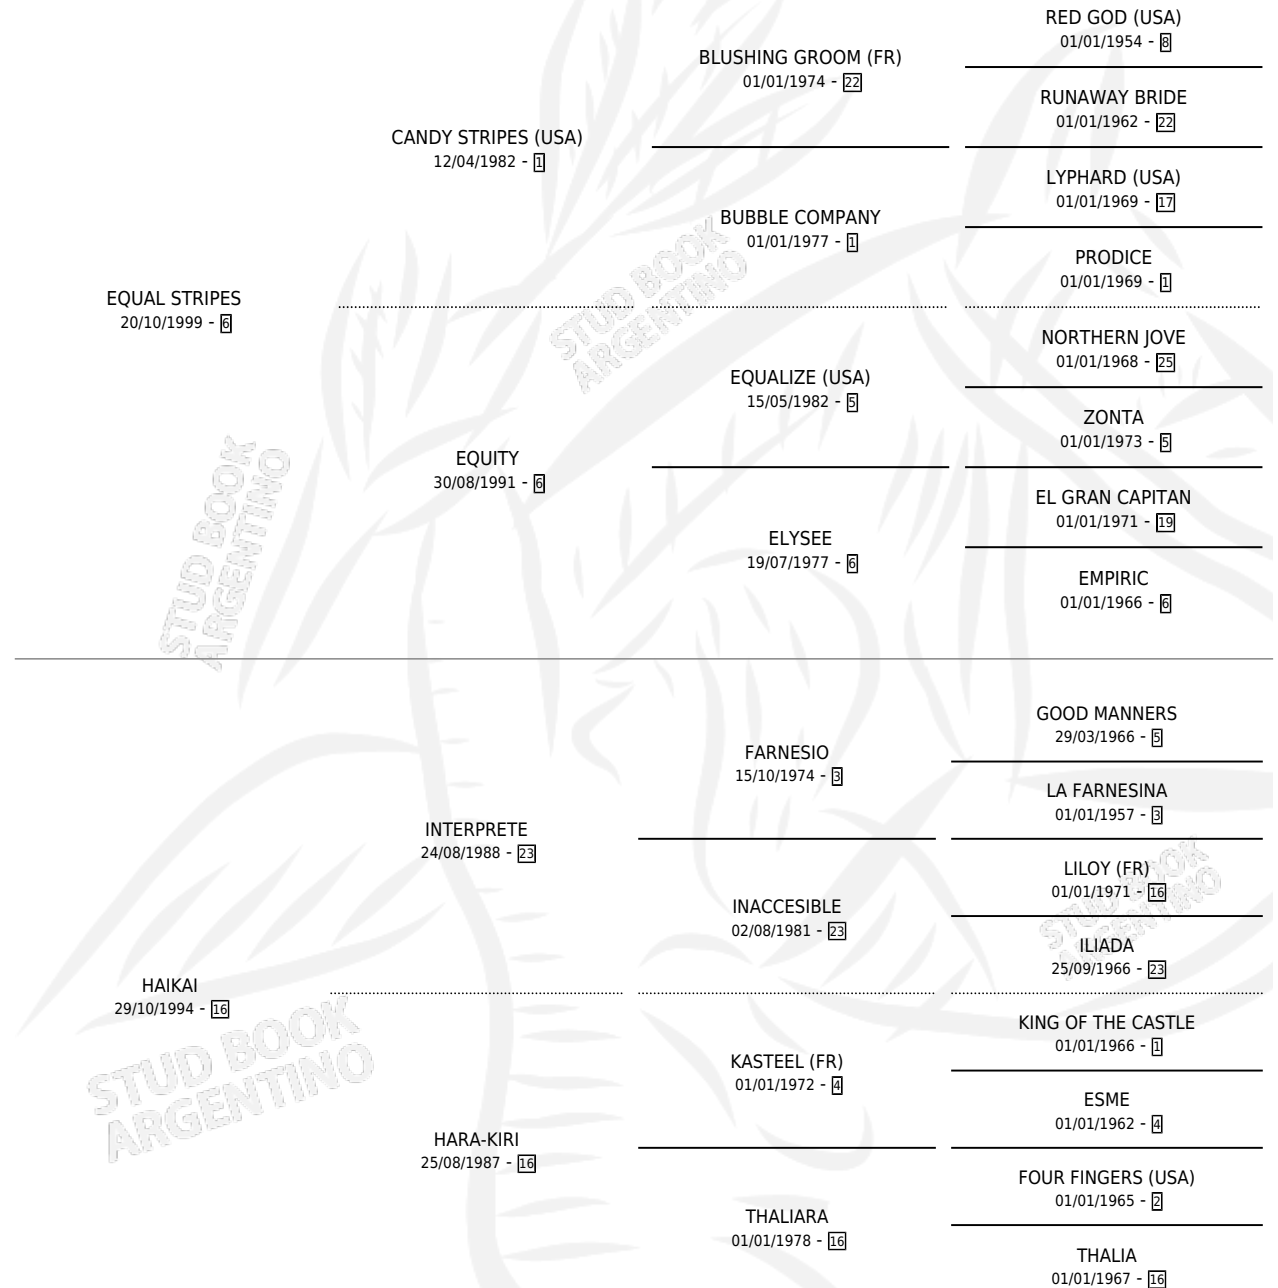 RED GOD (USA)
01/01/1954 - 8
BLUSHING GROOM (FR)
01/01/1974 - 22
RUNAWAY BRIDE
01/01/1962 - 22
CANDY STRIPES (USA)
12/04/1982 - 1
LYPHARD (USA)
01/01/1969 - 17
BUBBLE COMPANY
01/01/1977 - 1
PRODICE
01/01/1969 - 1
STUD BOOK
ARGENTINO
EQUAL STRIPES
20/10/1999 - 6
NORTHERN JOVE
01/01/1968 - 25
EQUALIZE (USA)
15/05/1982 - 5
ZONTA
01/01/1973 - 5
EQUITY
30/08/1991 - 6
EL GRAN CAPITAN
01/01/1971 - 19
ELYSEE
19/07/1977 - 6
EMPIRIC
01/01/1966 - 6
STUD BOOK
ARGENTINO
GOOD MANNERS
29/03/1966 - 5
FARNESIO
15/10/1974 - 3
LA FARNESINA
01/01/1957 - 3
INTERPRETE
24/08/1988 - 23
LILOY (FR)
01/01/1971 - 16
INACCESIBLE
02/08/1981 - 23
STUD BOOK
ARGENTINO
ILIADA
25/09/1966 - 23
HAIKAI
29/10/1994 - 16
KING OF THE CASTLE
01/01/1966 - 1
STUD BOOK
ARGENTINO
KASTEEL (FR)
01/01/1972 - 4
ESME
01/01/1962 - 4
HARA-KIRI
25/08/1987 - 16
FOUR FINGERS (USA)
01/01/1965 - 2
THALIARA
01/01/1978 - 16
THALIA
01/01/1967 - 16